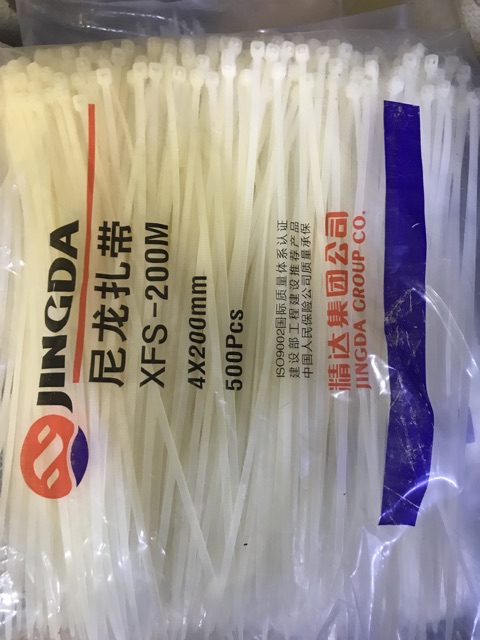 JINGDA
尼龙扎带
XFS-200M
4X200mm
500Pcs
ISO9002国际质量体系认证
建设部工程建设推荐产品
中国人民保险公司质量承保
精达集团公司
JINGDA GROUP CO.